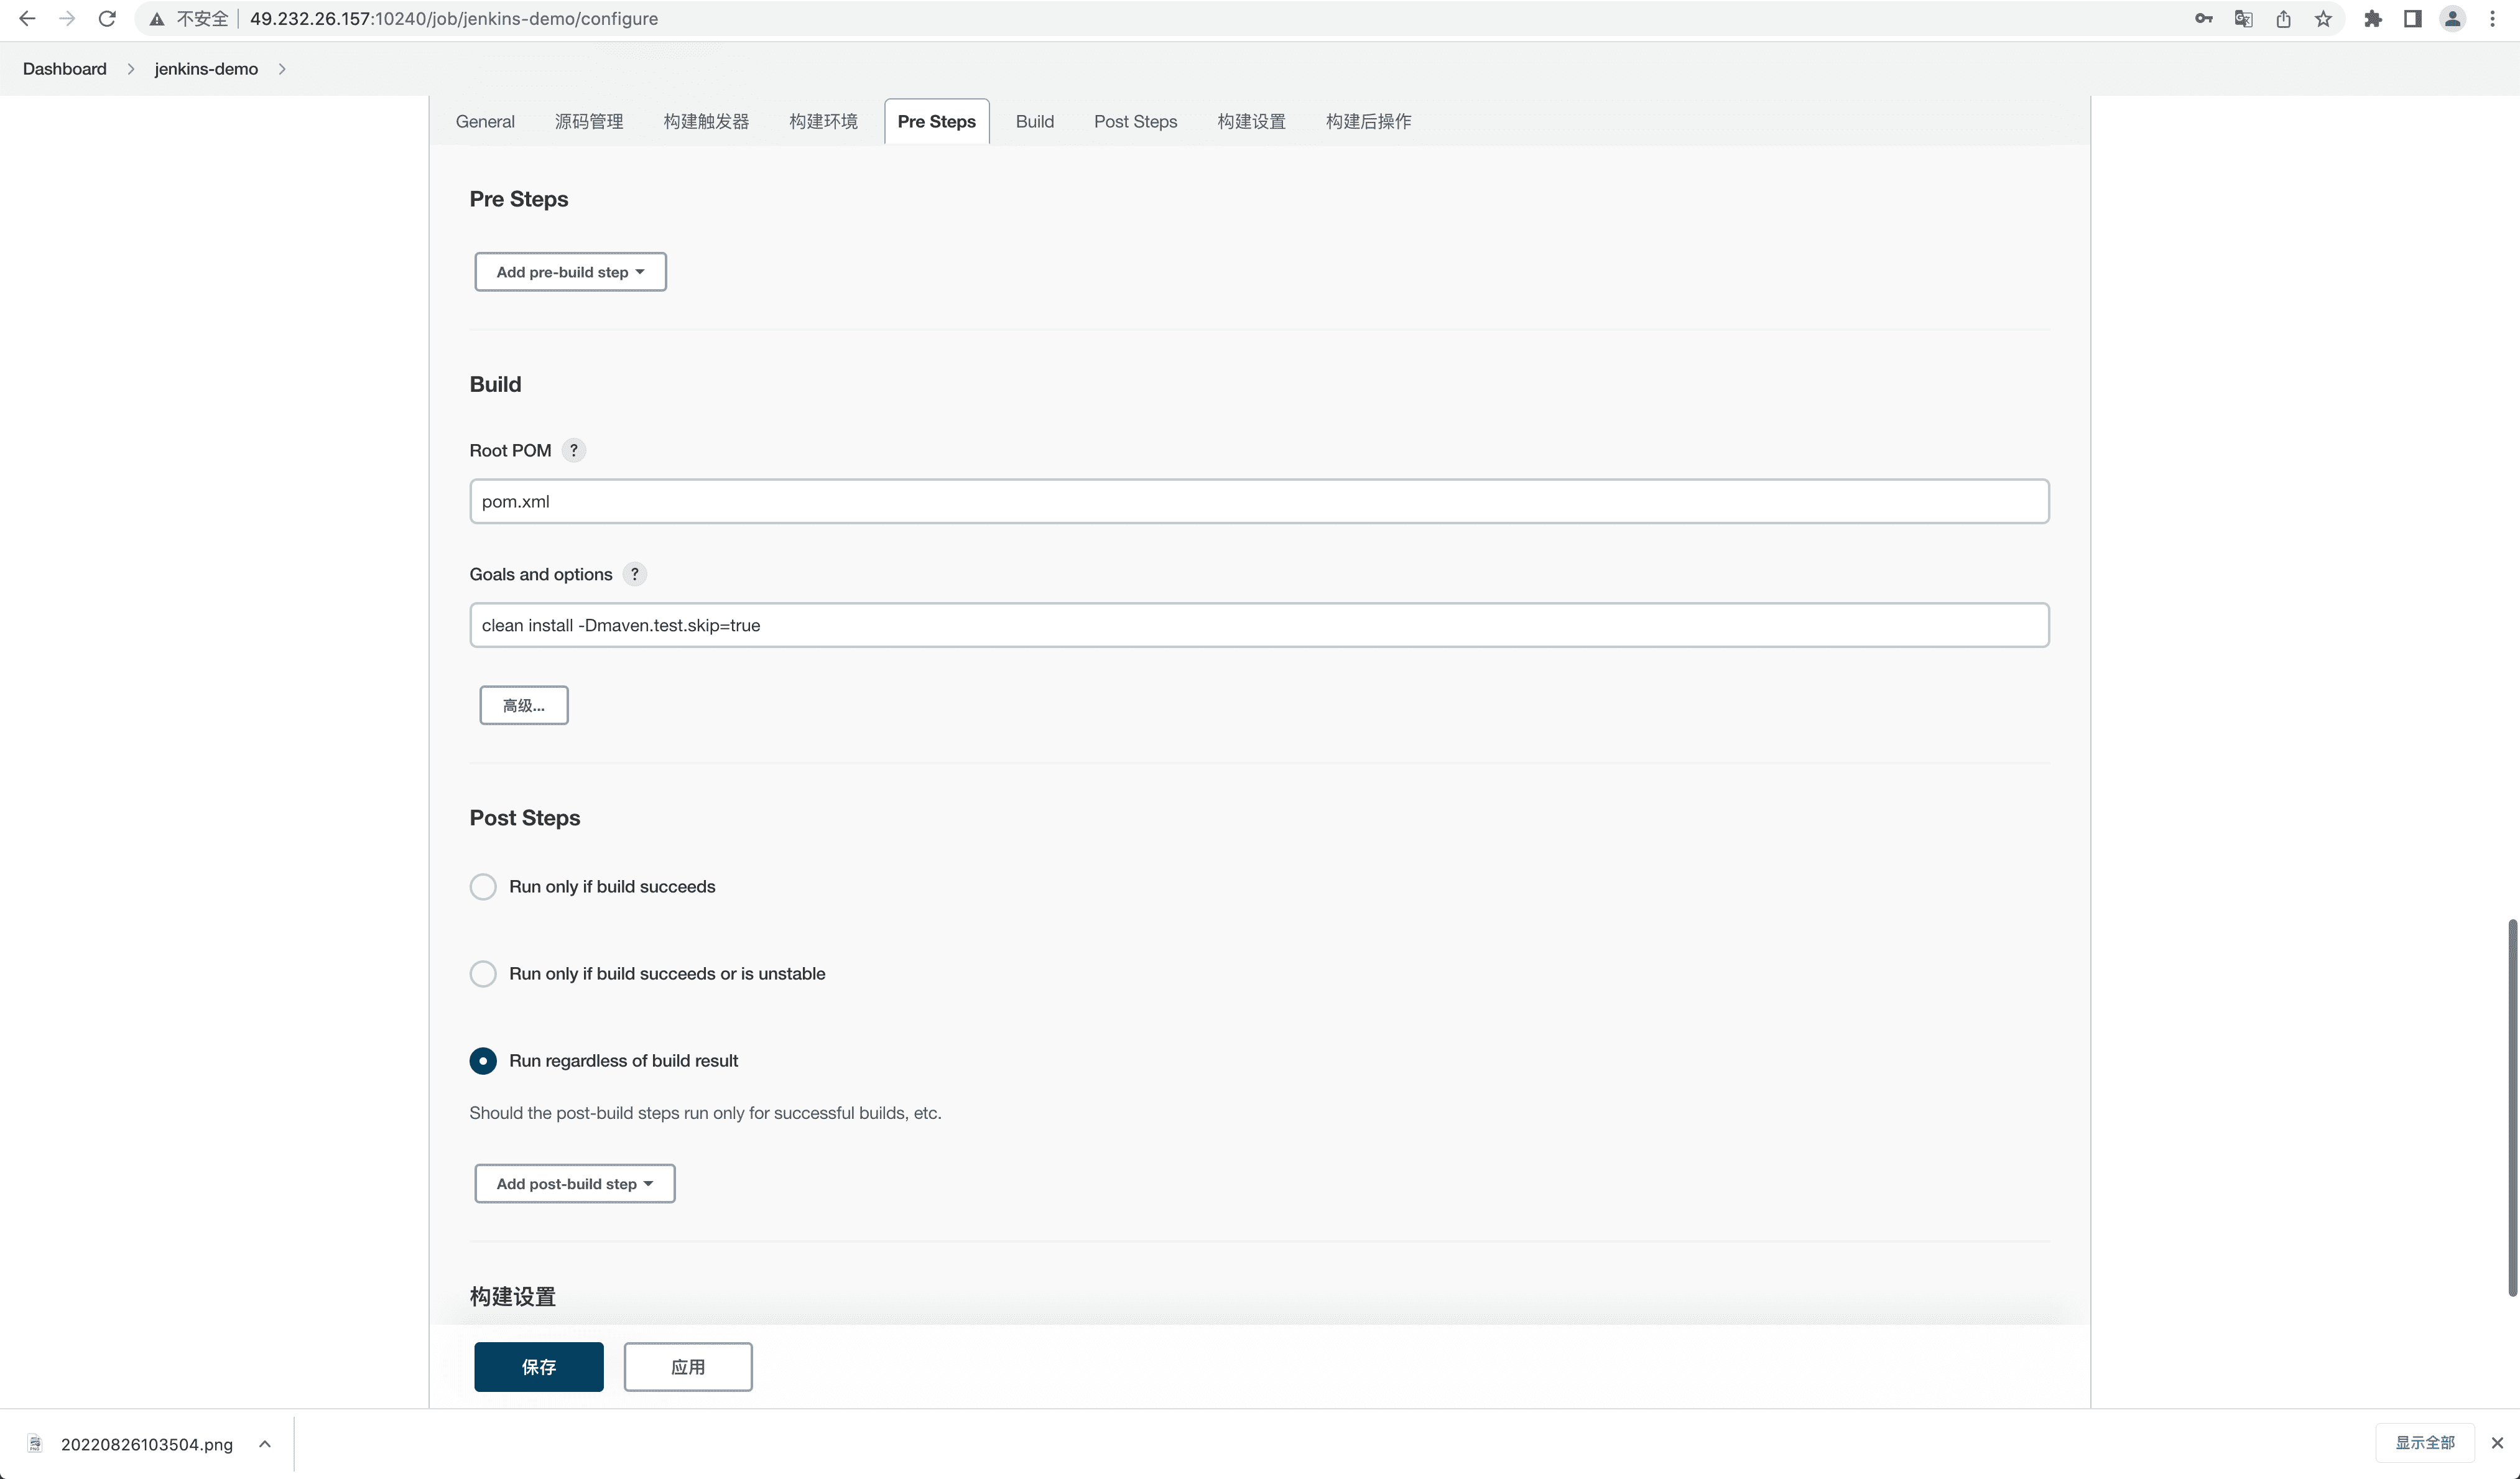 不安全 49.232.26.157:10240/job/jenkins-demo/configure
Dashboard jenkins-demo
General 源码管理 构建触发器 构建环境 Pre Steps Build Post Steps 构建设置 构建后操作
Pre Steps
Add pre-build step
Build
Root POM ?
pom.xml
Goals and options ?
clean install -Dmaven.test.skip=true
高级...
Post Steps
Run only if build succeeds
Run only if build succeeds or is unstable
Run regardless of build result
Should the post-build steps run only for successful builds, etc.
Add post-build step
构建设置
保存 应用
20220826103504.png 显示全部